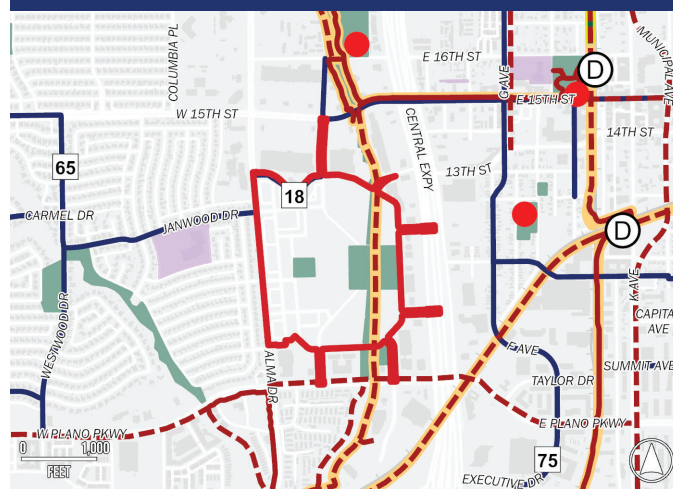 COLUMBIA PL
E 16TH ST
G AVE
D
MUNICIPAL AVE
W 15TH ST
E 15TH ST
CENTRAL EXPY
14TH ST
65
13TH ST
18
CARMEL DR
JANWOOD DR
D
K AVE
WESTWOOD DR
CAPITAL AVE
F AVE
ALMA DR
SUMMIT AVE
TAYLOR DR
W PLANO PKWY
E PLANO PKWY
0 1,000
FEET
75
EXECUTIVE DR